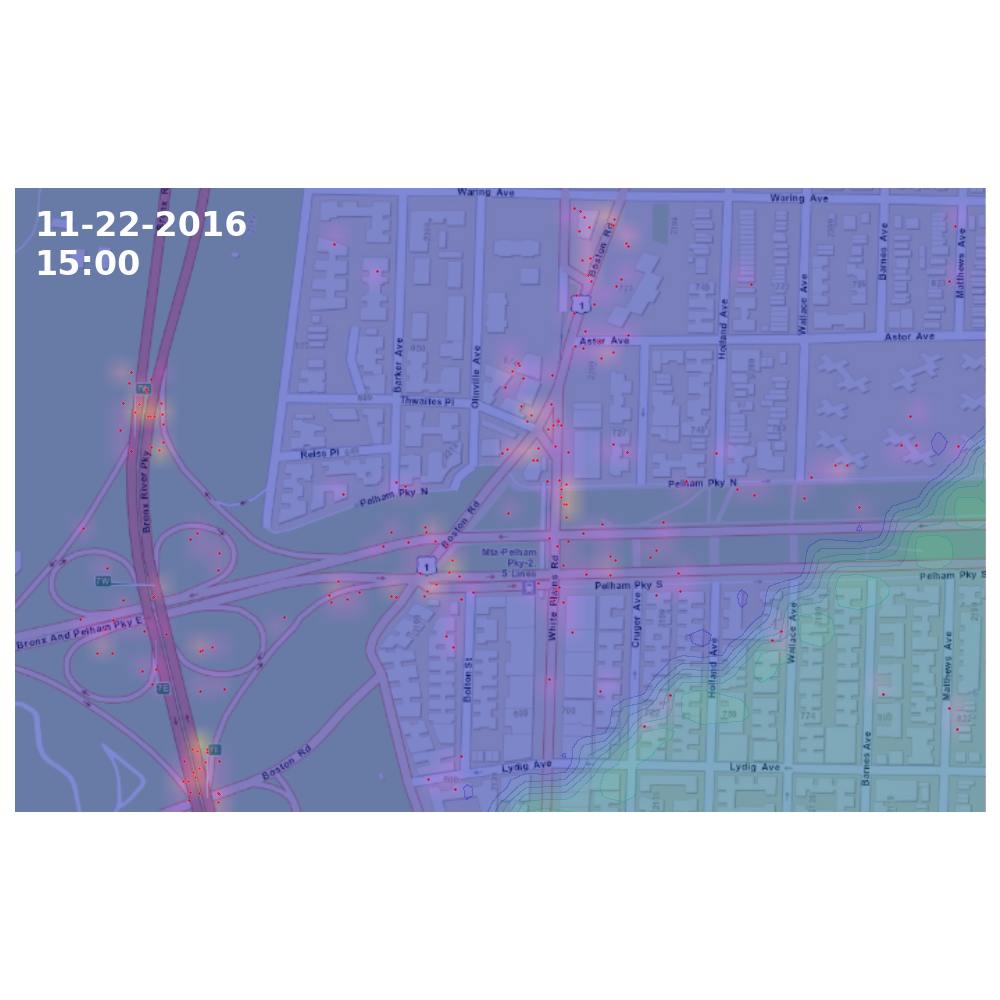 Waring Ave
Waring Ave
11-22-2016
15:00
Boston Rd
Barnes Ave
Matthews Ave
1
Wallace Ave
Holland Ave
Astor Ave
Astor Ave
Barker Ave
Olinville Ave
Thwaites Pl
Reiss Pl
Bronx River Pky
Pelham Pky N
Pelham Pky N
Boston Rd
Mta-Pelham
Pky-2,
5 Lines
1
7W
Pelham Pky S
Pelham Pky S
White Plains Rd
Cruger Ave
Bronx And Pelham Pky E
Wallace Ave
Holland Ave
Matthews Ave
Bolton St
7E
Boston Rd
Lydig Ave
Lydig Ave
Barnes Ave